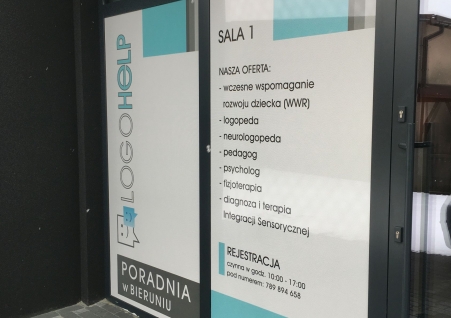 LOGOHELP
PORADNIA
W BIERUNIU
SALA 1
NASZA OFERTA:
- wczesne wspomaganie
rozwoju dziecka (WWR)
- logopeda
- neurologopeda
- pedagog
- psycholog
- fizjoterapia
- diagnoza i terapia
Integracji Sensorycznej
REJESTRACJA
czynna w godz. 10:00 - 17:00
pod numerem: 789 894 658